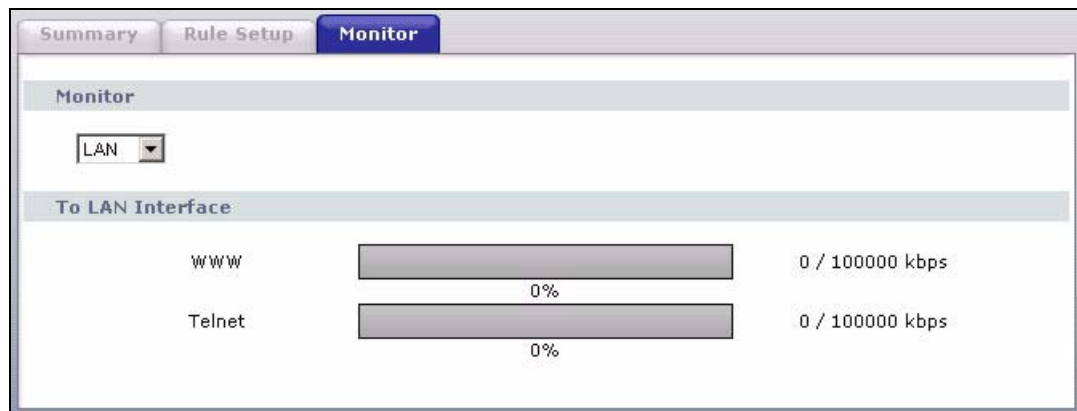 Summary Rule Setup Monitor
Monitor
LAN
To LAN Interface
WWW 0 / 100000 kbps
0%
Telnet 0 / 100000 kbps
0%